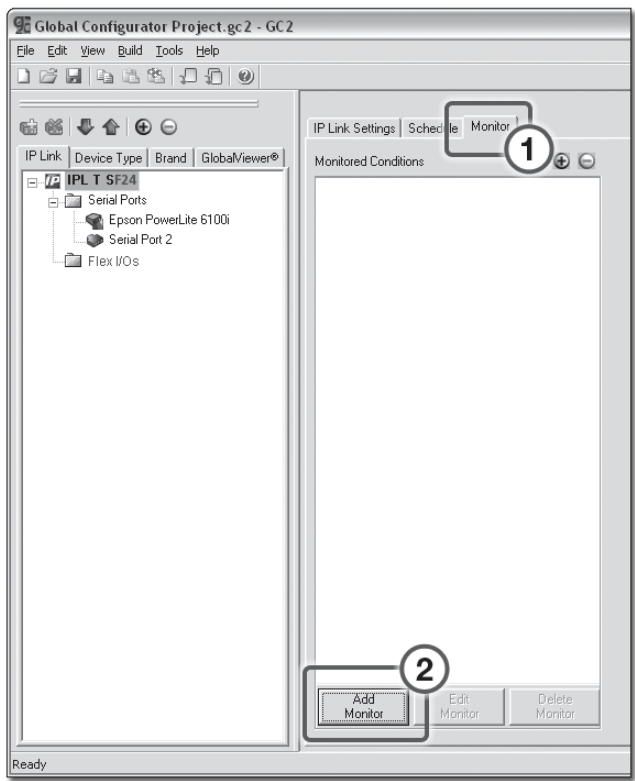 Global Configurator Project.gc2 - GC2
File Edit View Build Tools Help
IP Link Device Type Brand GlobalViewer®
IPL T SF24
Serial Ports
Epson PowerLite 6100i
Serial Port 2
Flex I/Os
IP Link Settings Schedule Monitor
1
Monitored Conditions
2
Add Monitor
Edit Monitor
Delete Monitor
Ready